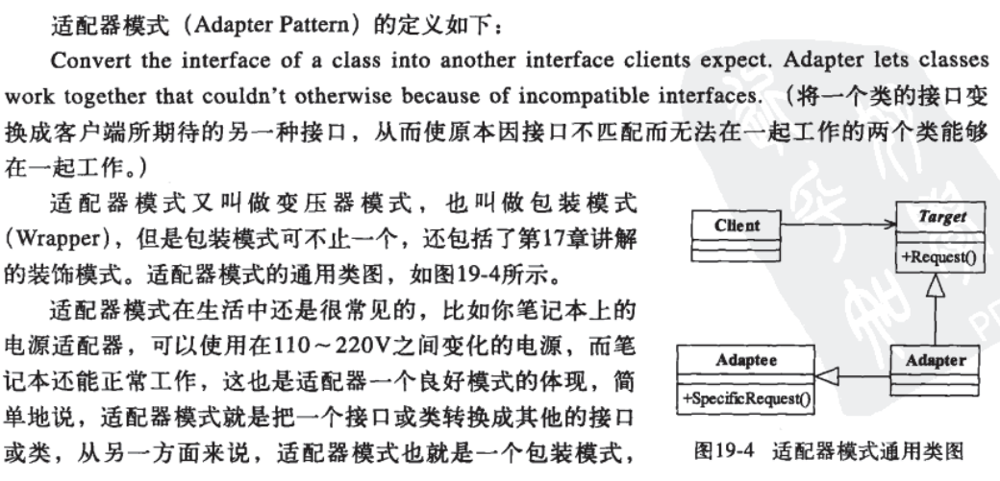 适配器模式（Adapter Pattern）的定义如下：
Convert the interface of a class into another interface clients expect. Adapter lets classes
work together that couldn't otherwise because of incompatible interfaces. （将一个类的接口变
换成客户端所期待的另一种接口，从而使原本因接口不匹配而无法在一起工作的两个类能够
在一起工作。）
适配器模式又叫做变压器模式，也叫做包装模式
（Wrapper），但是包装模式可不止一个，还包括了第17章讲解
的装饰模式。适配器模式的通用类图，如图19-4所示。
适配器模式在生活中还是很常见的，比如你笔记本上的
电源适配器，可以使用在110～220V之间变化的电源，而笔
记本还能正常工作，这也是适配器一个良好模式的体现，简
单地说，适配器模式就是把一个接口或类转换成其他的接口
或类，从另一方面来说，适配器模式也就是一个包装模式，
Client
Target
+Request()
Adaptee
+SpecificRequest()
Adapter
图19-4 适配器模式通用类图